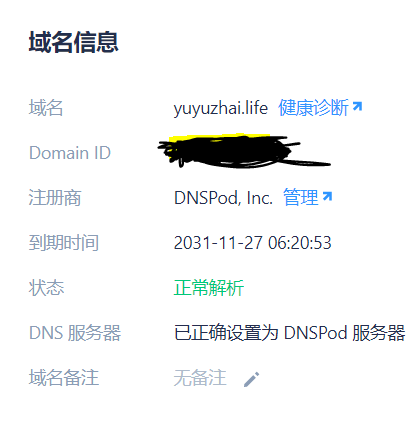 域名信息
域名 yuyuzhai.life 健康诊断
Domain ID
注册商 DNSPod, Inc. 管理
到期时间 2031-11-27 06:20:53
状态 正常解析
DNS 服务器 已正确设置为 DNSPod 服务器
域名备注 无备注